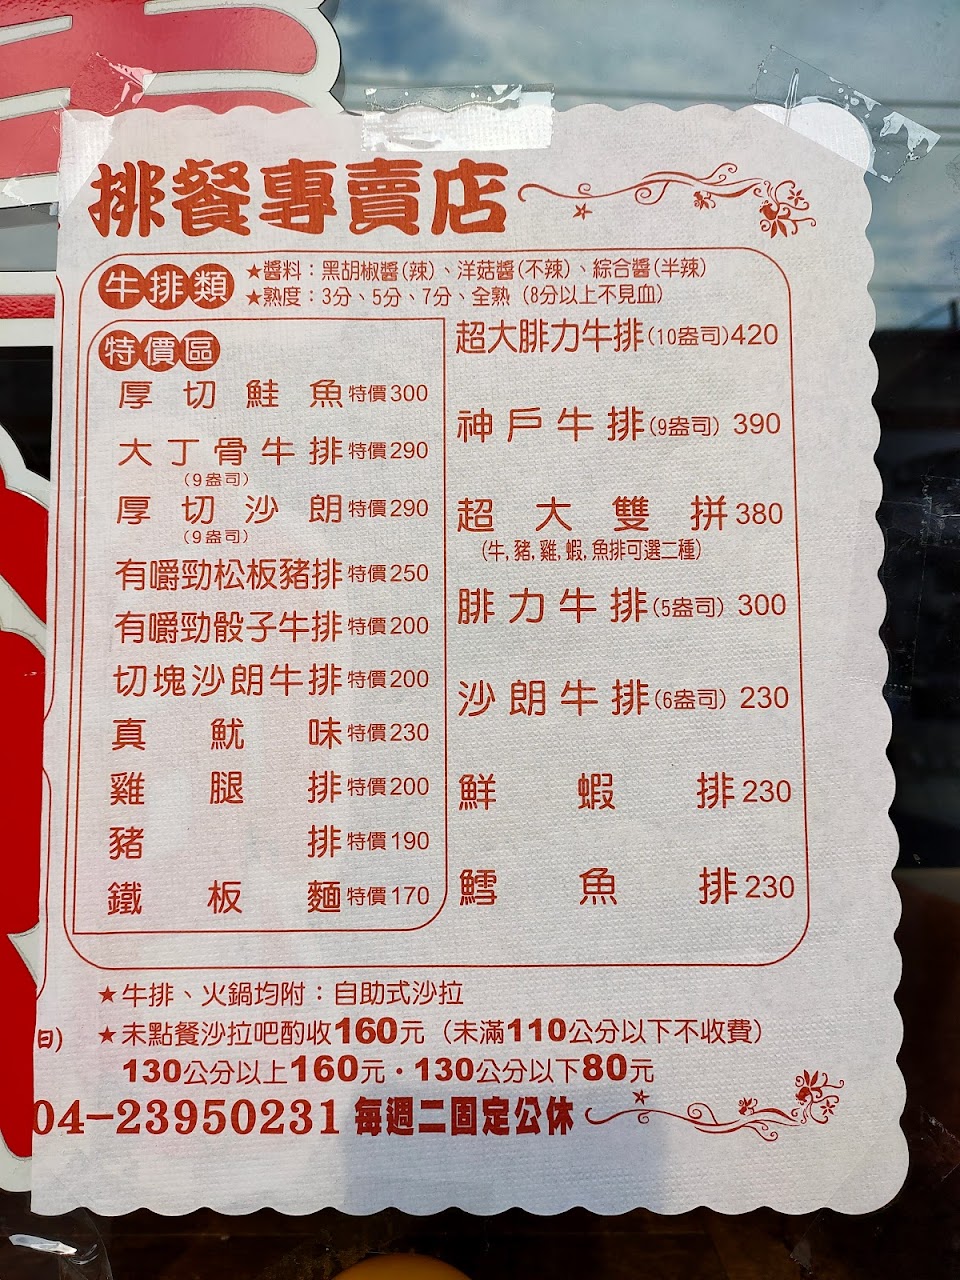 排餐專賣店
牛排類
★醬料：黑胡椒醬(辣)、洋菇醬(不辣)、綜合醬(半辣)
★熟度：3分、5分、7分、全熟（8分以上不見血）
特價區
厚切鮭魚特價300
大丁骨牛排特價290
（9盎司）
厚切沙朗特價290
（9盎司）
有嚼勁松板豬排特價250
有嚼勁骰子牛排特價200
切塊沙朗牛排特價200
真魷味特價230
雞腿排特價200
豬排特價190
鐵板麵特價170
超大腓力牛排(10盎司)420
神戶牛排(9盎司) 390
超大雙拼380
(牛,豬,雞,蝦,魚排可選二種)
腓力牛排(5盎司) 300
沙朗牛排(6盎司) 230
鮮蝦排230
鱈魚排230
★牛排、火鍋均附：自助式沙拉
日)
★未點餐沙拉吧酌收160元（未滿110公分以下不收費）
130公分以上160元・130公分以下80元
04-23950231 每週二固定公休